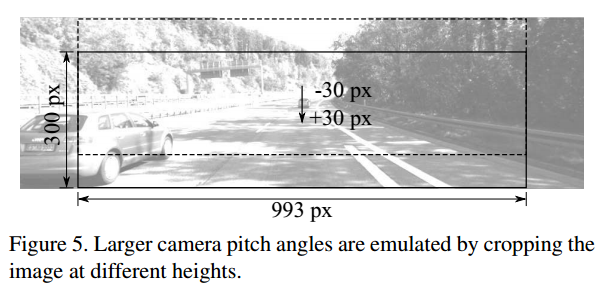 -30 px
+30 px
300 px
993 px
Figure 5. Larger camera pitch angles are emulated by cropping the
image at different heights.